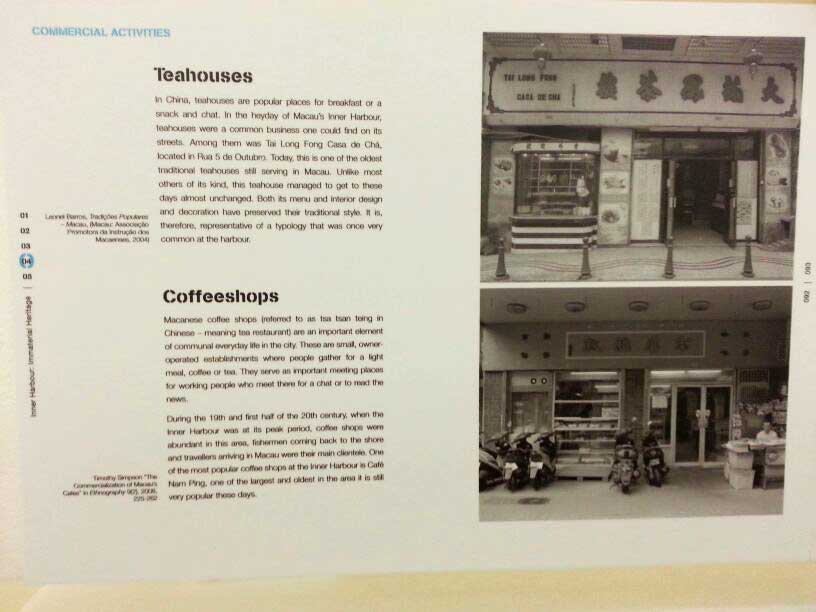 COMMERCIAL ACTIVITIES
Teahouses
In China, teahouses are popular places for breakfast or a
snack and chat. In the heyday of Macau's Inner Harbour,
teahouses were a common business one could find on its
streets. Among them was Tai Long Fong Casa de Chá,
located in Rua 5 de Outubro. Today, this is one of the oldest
traditional teahouses still serving in Macau. Unlike most
others of its kind, this teahouse managed to get to these
days almost unchanged. Both its menu and interior design
and decoration have preserved their traditional style. It is,
therefore, representative of a typology that was once very
common at the harbour.
Leonel Barros, Tradições Populares
– Macau, (Macau: Associação
Promotora da Instrução dos
Macaenses, 2004)
01
02
03
04
05
Inner Harbour: Immaterial Heritage
Coffeeshops
Macanese coffee shops (referred to as tsa tsan teing in
Chinese – meaning tea restaurant) are an important element
of communal everyday life in the city. These are small, owner-
operated establishments where people gather for a light
meal, coffee or tea. They serve as important meeting places
for working people who meet there for a chat or to read the
news.
During the 19th and first half of the 20th century, when the
Inner Harbour was at its peak period, coffee shops were
abundant in this area, fishermen coming back to the shore
and travellers arriving in Macau were their main clientele. One
of the most popular coffee shops at the Inner Harbour is Café
Nam Ping, one of the largest and oldest in the area it is still
very popular these days.
Timothy Simpson "The
Commercialization of Macau's
Cafes" in Ethnography 9(2), 2008,
225-262
TAI LONG FONG
CASA DE CHÁ
樓茶鳳龍大
092 | 093